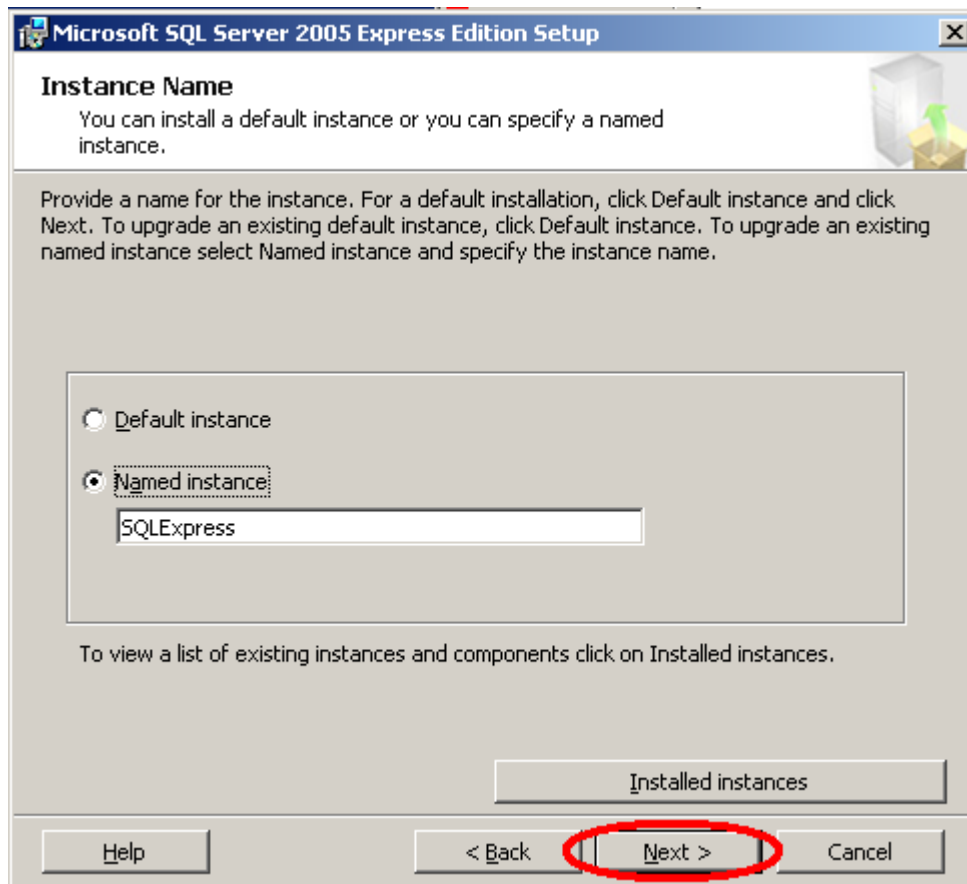 Microsoft SQL Server 2005 Express Edition Setup
Instance Name
You can install a default instance or you can specify a named
instance.
Provide a name for the instance. For a default installation, click Default instance and click
Next. To upgrade an existing default instance, click Default instance. To upgrade an existing
named instance select Named instance and specify the instance name.
Default instance
Named instance
SQLExpress
To view a list of existing instances and components click on Installed instances.
Installed instances
Help
< Back
Next >
Cancel